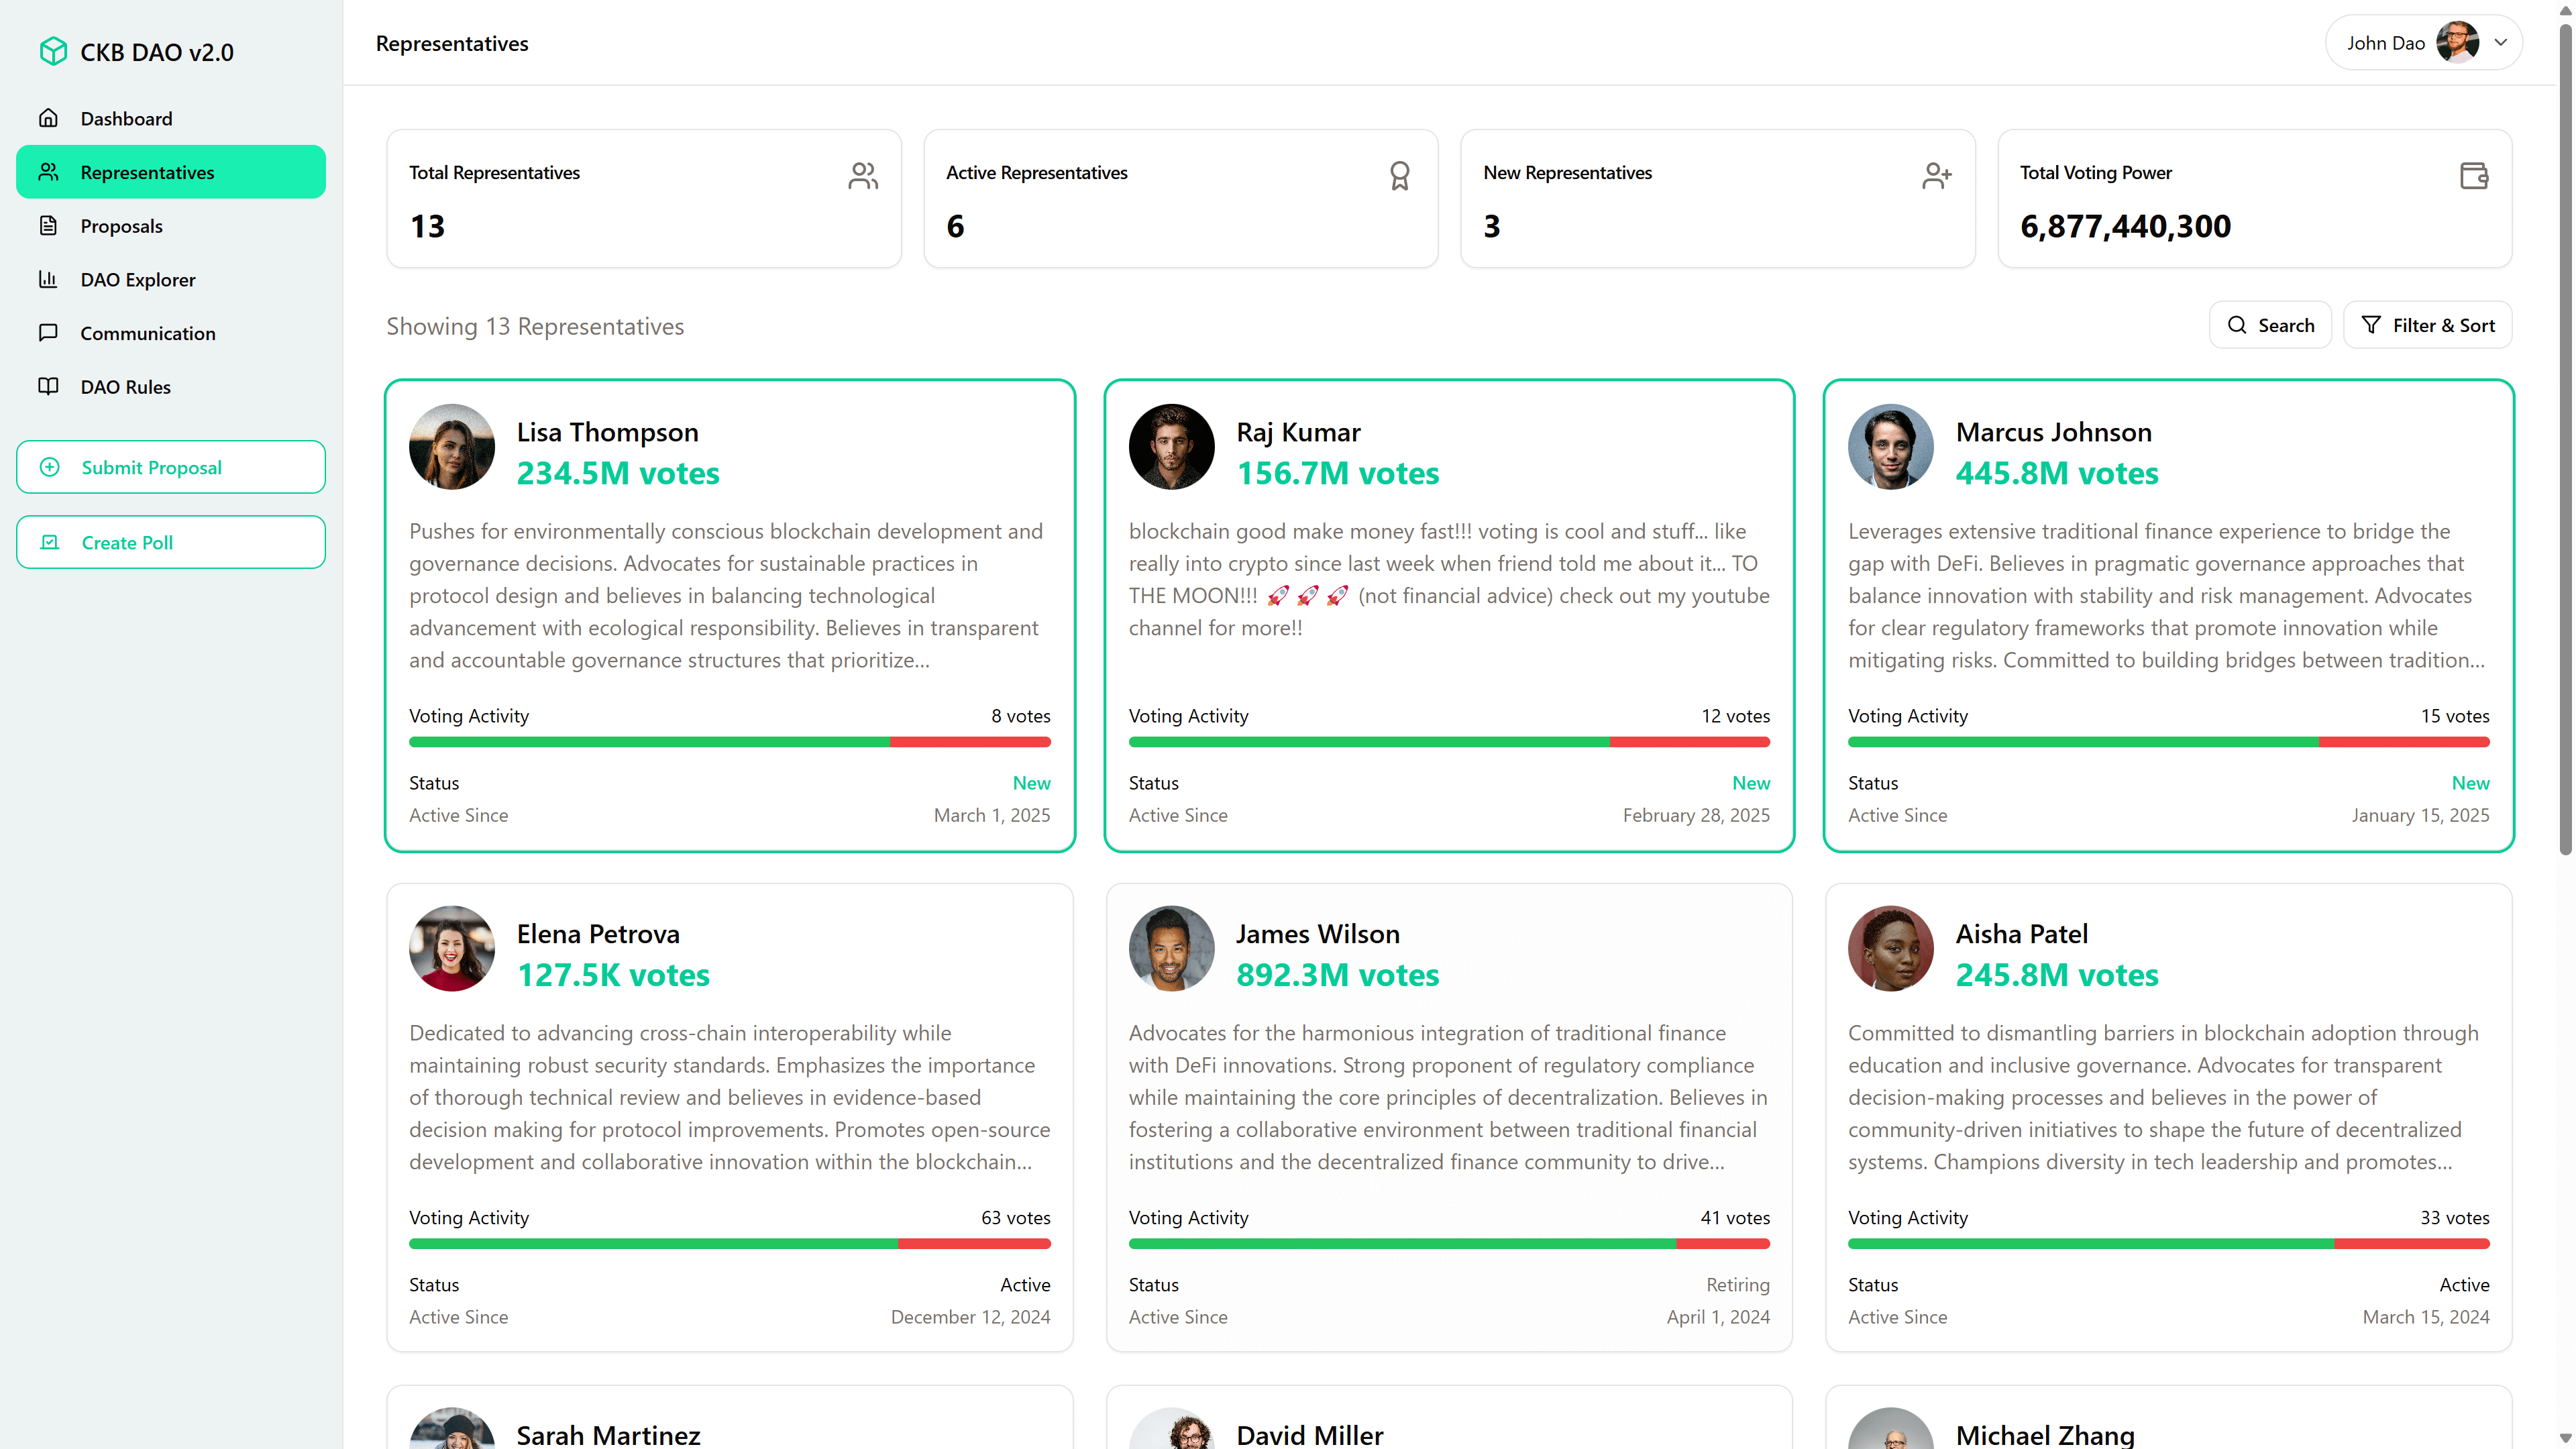 CKB DAO v2.0
Dashboard
Representatives
Proposals
DAO Explorer
Communication
DAO Rules
Submit Proposal
Create Poll
Representatives
John Dao
Total Representatives
13
Active Representatives
6
New Representatives
3
Total Voting Power
6,877,440,300
Showing 13 Representatives
Search
Filter & Sort
Lisa Thompson
234.5M votes
Pushes for environmentally conscious blockchain development and
governance decisions. Advocates for sustainable practices in
protocol design and believes in balancing technological
advancement with ecological responsibility. Believes in transparent
and accountable governance structures that prioritize...
Voting Activity 8 votes
Status New
Active Since March 1, 2025
Raj Kumar
156.7M votes
blockchain good make money fast!!! voting is cool and stuff... like
really into crypto since last week when friend told me about it... TO
THE MOON!!! 🚀 🚀 🚀 (not financial advice) check out my youtube
channel for more!!
Voting Activity 12 votes
Status New
Active Since February 28, 2025
Marcus Johnson
445.8M votes
Leverages extensive traditional finance experience to bridge the
gap with DeFi. Believes in pragmatic governance approaches that
balance innovation with stability and risk management. Advocates
for clear regulatory frameworks that promote innovation while
mitigating risks. Committed to building bridges between tradition...
Voting Activity 15 votes
Status New
Active Since January 15, 2025
Elena Petrova
127.5K votes
Dedicated to advancing cross-chain interoperability while
maintaining robust security standards. Emphasizes the importance
of thorough technical review and believes in evidence-based
decision making for protocol improvements. Promotes open-source
development and collaborative innovation within the blockchain...
Voting Activity 63 votes
Status Active
Active Since December 12, 2024
James Wilson
892.3M votes
Advocates for the harmonious integration of traditional finance
with DeFi innovations. Strong proponent of regulatory compliance
while maintaining the core principles of decentralization. Believes in
fostering a collaborative environment between traditional financial
institutions and the decentralized finance community to drive...
Voting Activity 41 votes
Status Retiring
Active Since April 1, 2024
Aisha Patel
245.8M votes
Committed to dismantling barriers in blockchain adoption through
education and inclusive governance. Advocates for transparent
decision-making processes and believes in the power of
community-driven initiatives to shape the future of decentralized
systems. Champions diversity in tech leadership and promotes...
Voting Activity 33 votes
Status Active
Active Since March 15, 2024
Sarah Martinez
David Miller
Michael Zhang